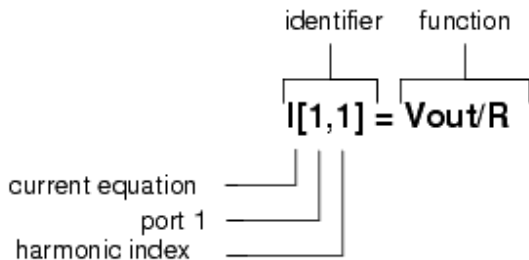 identifier function
I[1,1] = Vout/R
current equation
port 1
harmonic index